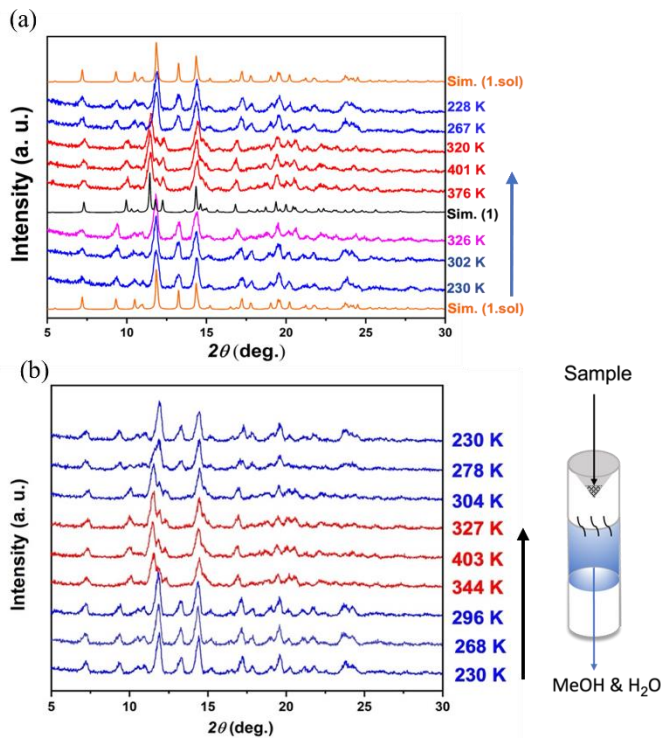 (a)
Intensity (a. u.)
Sim. (1.sol)
228 K
267 K
320 K
401 K
376 K
Sim. (1)
326 K
302 K
230 K
Sim. (1.sol)
5 10 15 20 25 30
2θ (deg.)
(b)
Intensity (a. u.)
230 K
278 K
304 K
327 K
403 K
344 K
296 K
268 K
230 K
5 10 15 20 25 30
2θ (deg.)
Sample
MeOH & H₂O